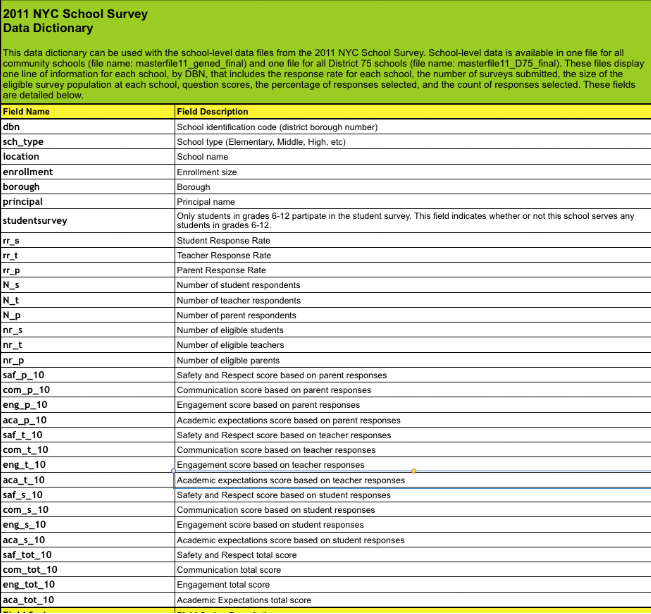 2011 NYC School Survey
Data Dictionary
This data dictionary can be used with the school-level data files from the 2011 NYC School Survey. School-level data is available in one file for all
community schools (file name: masterfile11_gened_final) and one file for all District 75 schools (file name: masterfile11_D75_final). These files display
one line of information for each school, by DBN, that includes the response rate for each school, the number of surveys submitted, the size of the
eligible survey population at each school, question scores, the percentage of responses selected, and the count of responses selected. These fields
are detailed below.
Field Name Field Description
dbn School identification code (district borough number)
sch_type School type (Elementary, Middle, High, etc)
location School name
enrollment Enrollment size
borough Borough
principal Principal name
studentsurvey Only students in grades 6-12 partipate in the student survey. This field indicates whether or not this school serves any
students in grades 6-12.
rr_s Student Response Rate
rr_t Teacher Response Rate
rr_p Parent Response Rate
N_s Number of student respondents
N_t Number of teacher respondents
N_p Number of parent respondents
nr_s Number of eligible students
nr_t Number of eligible teachers
nr_p Number of eligible parents
saf_p_10 Safety and Respect score based on parent responses
com_p_10 Communication score based on parent responses
eng_p_10 Engagement score based on parent responses
aca_p_10 Academic expectations score based on parent responses
saf_t_10 Safety and Respect score based on teacher responses
com_t_10 Communication score based on teacher responses
eng_t_10 Engagement score based on teacher responses
aca_t_10 Academic expectations score based on teacher responses
saf_s_10 Safety and Respect score based on student responses
com_s_10 Communication score based on student responses
eng_s_10 Engagement score based on student responses
aca_s_10 Academic expectations score based on student responses
saf_tot_10 Safety and Respect total score
com_tot_10 Communication total score
eng_tot_10 Engagement total score
aca_tot_10 Academic Expectations total score